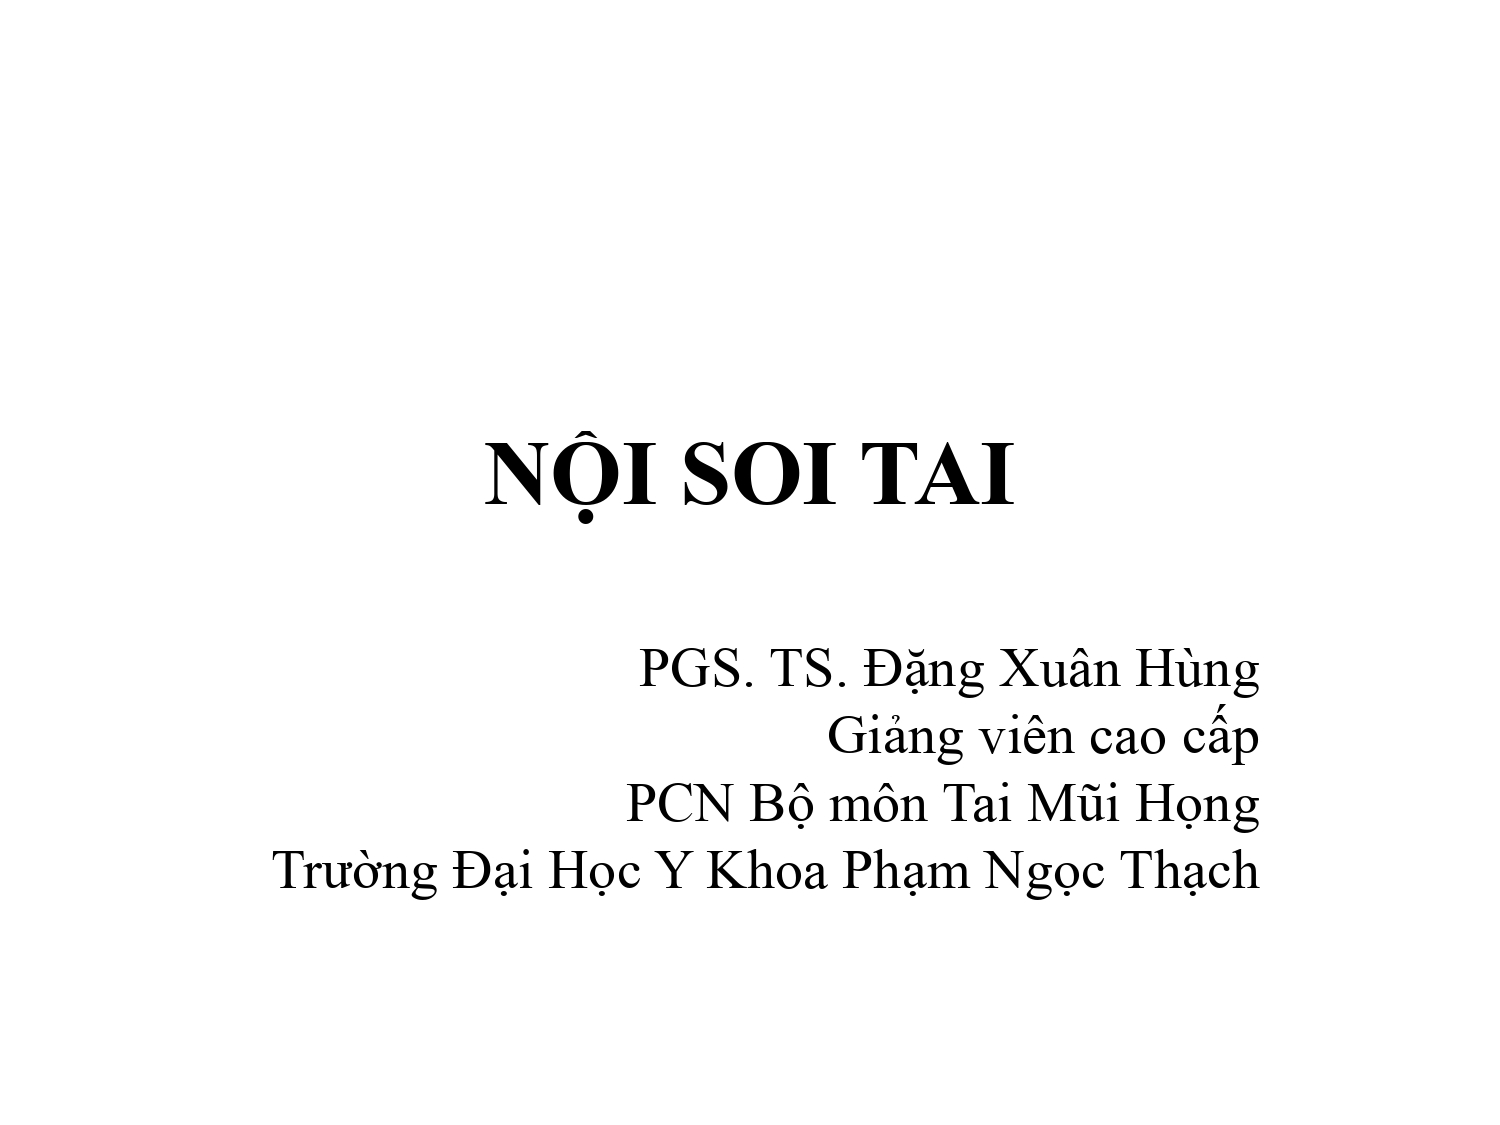 NỘI SOI TAI
PGS. TS. Đặng Xuân Hùng
Giảng viên cao cấp
PCN Bộ môn Tai Mũi Họng
Trường Đại Học Y Khoa Phạm Ngọc Thạch